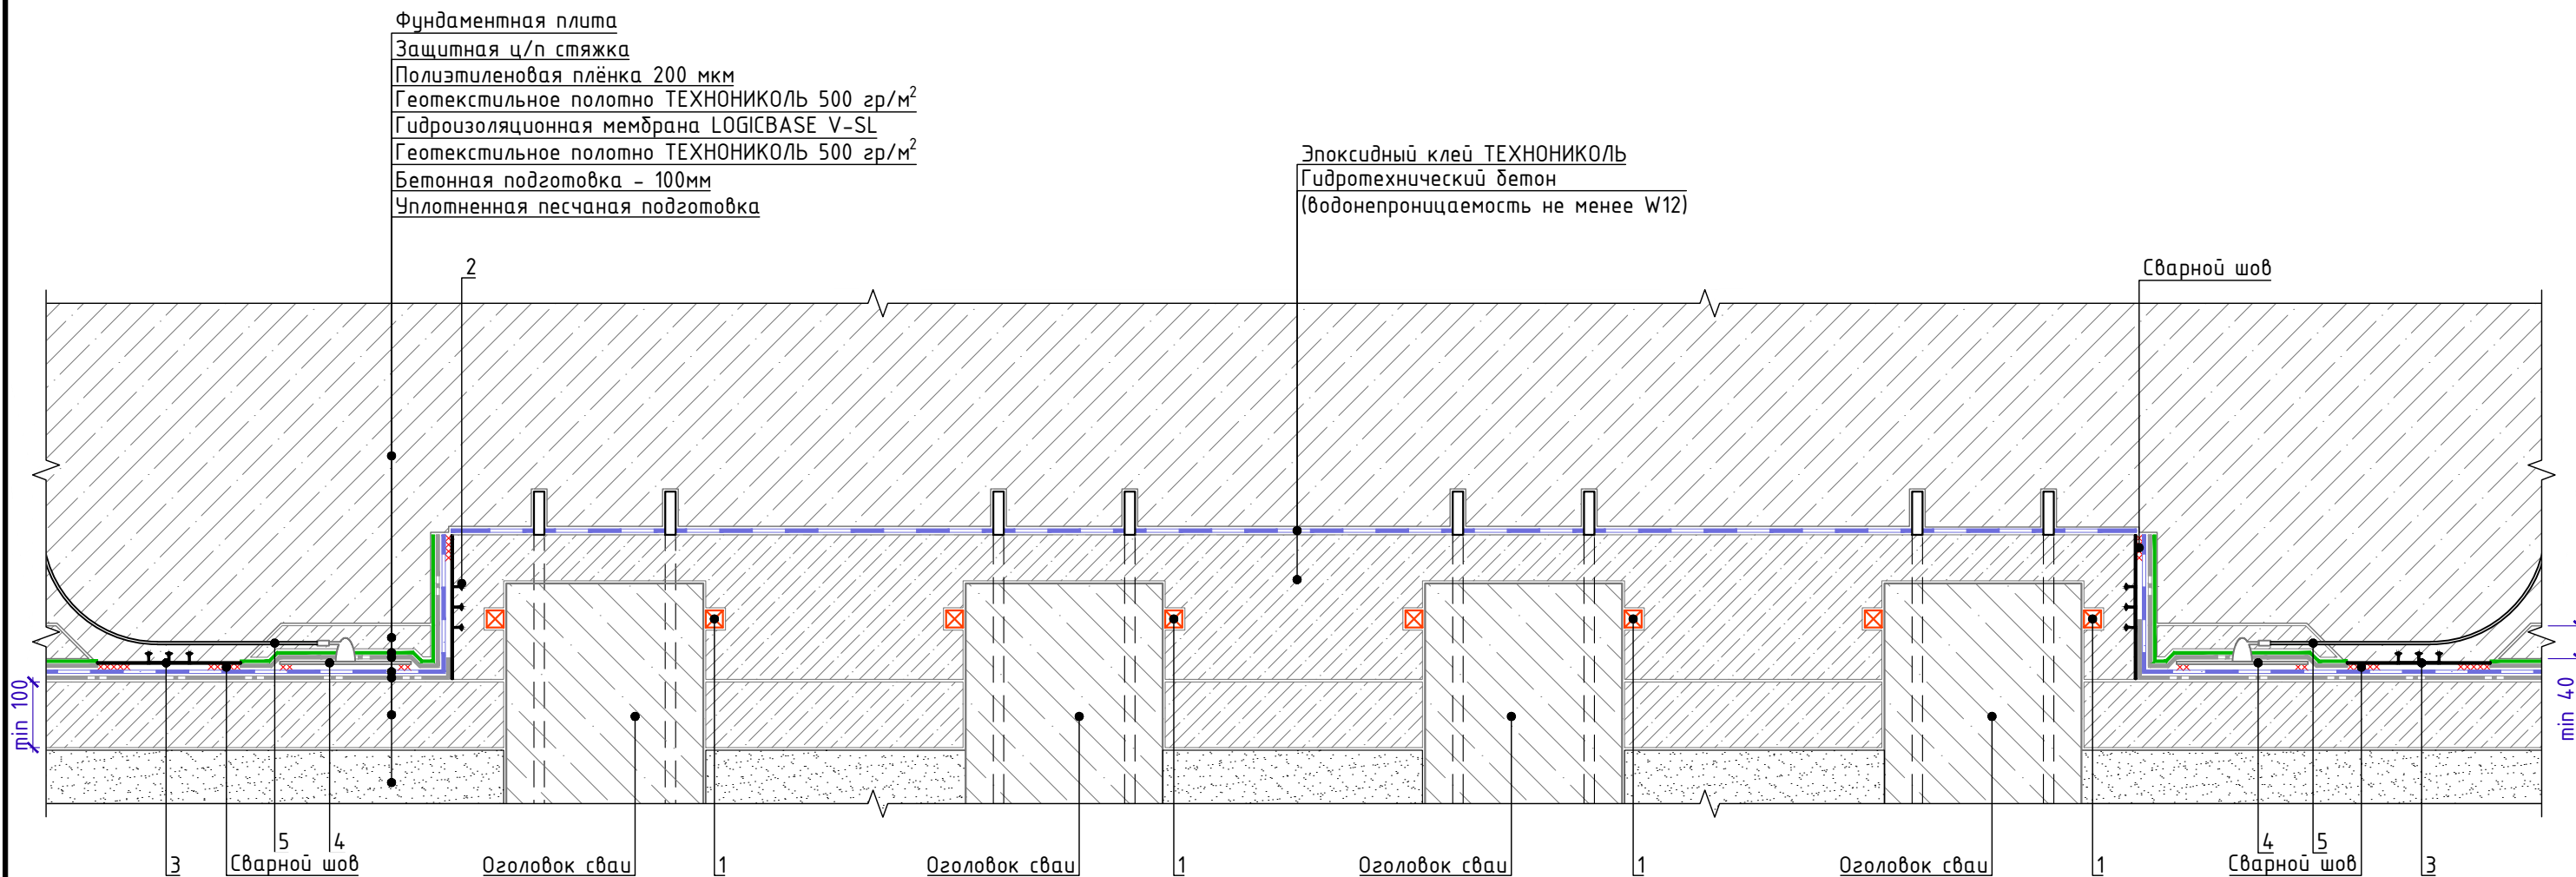 Фундаментная плита
Защитная ц/п стяжка
Полиэтиленовая плёнка 200 мкм
Геотекстильное полотно ТЕХНОНИКОЛЬ 500 гр/м²
Гидроизоляционная мембрана LOGICBASE V-SL
Геотекстильное полотно ТЕХНОНИКОЛЬ 500 гр/м²
Бетонная подготовка - 100мм
Уплотненная песчаная подготовка
Эпоксидный клей ТЕХНОНИКОЛЬ
Гидротехнический бетон
(водонепроницаемость не менее W12)
2
Сварной шов
min 100
min 40
5
4
3
Сварной шов
Оголовок сваи
1
Оголовок сваи
1
Оголовок сваи
1
Оголовок сваи
1
4
5
Сварной шов
3